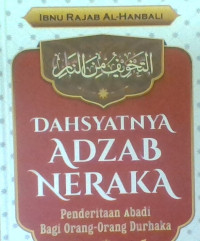 IBNU RAJAB AL-HANBALI
التخويف من النار
DAHSYATNYA
ADZAB
NERAKA
Penderitaan Abadi
Bagi Orang-Orang Durhaka